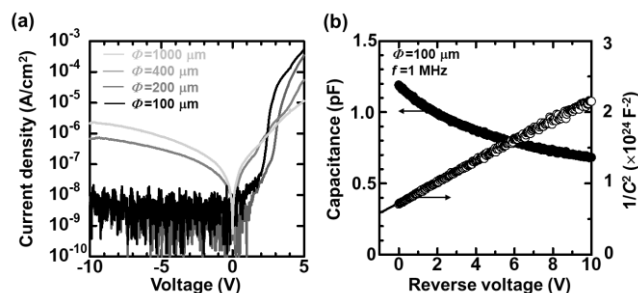 (a)
Current density (A/cm²)
10⁻³
10⁻⁴
10⁻⁵
10⁻⁶
10⁻⁷
10⁻⁸
10⁻⁹
10⁻¹⁰
Φ=1000 μm
Φ=400 μm
Φ=200 μm
Φ=100 μm
-10 -5 0 5
Voltage (V)
(b)
Capacitance (pF)
1.5
1.0
0.5
0
Φ=100 μm
f=1 MHz
3
2
1
0
1/C² (×10²⁴ F⁻²)
0 2 4 6 8 10
Reverse voltage (V)